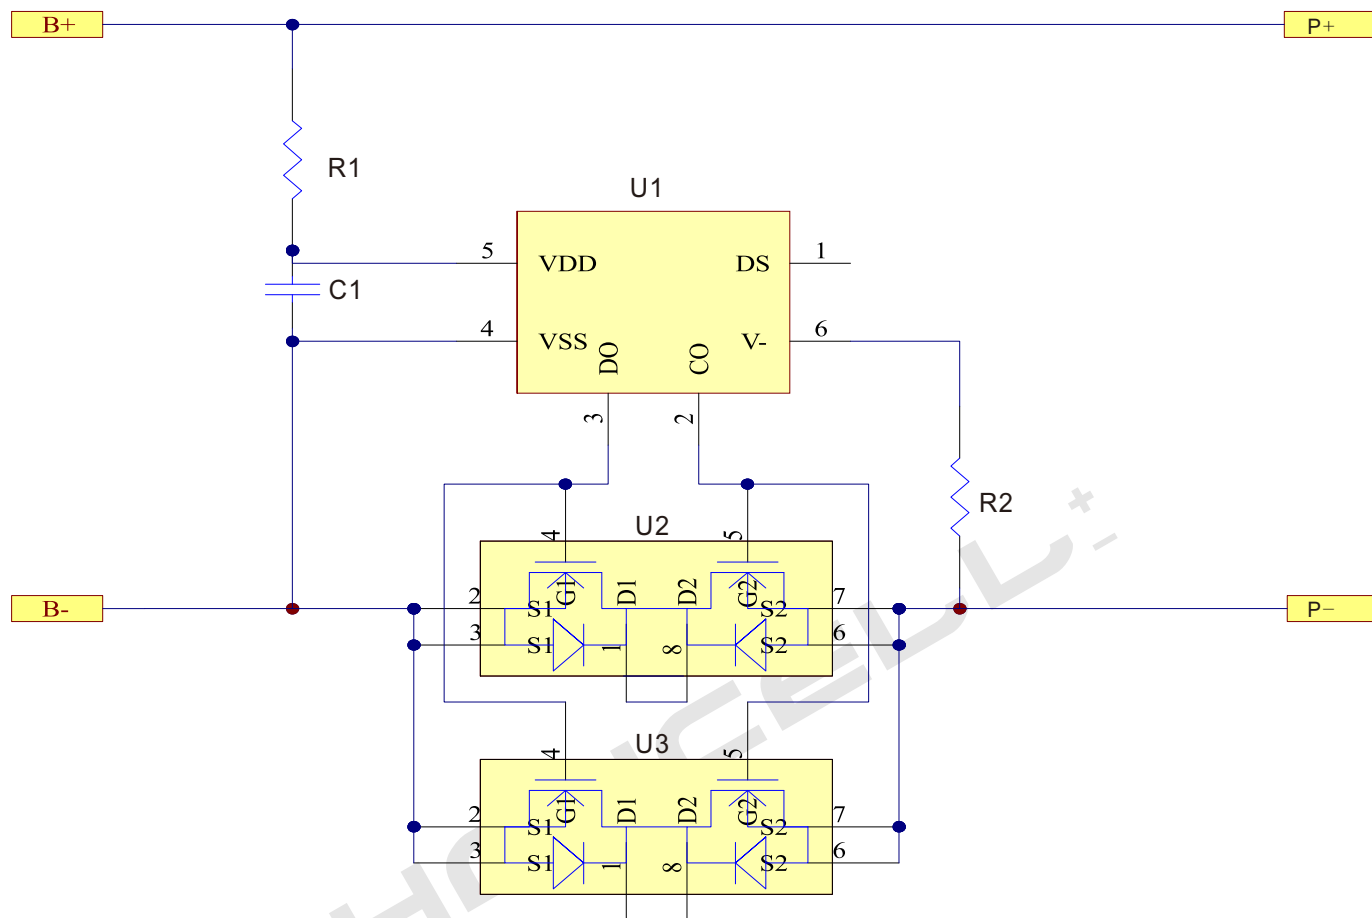 B+ P+
R1
U1
5 VDD DS 1
C1
4 VSS DO CO V- 6
3 2
R2
U2
4 5
B- 2 S1 G1 D1 D2 G2 S2 7 P−
3 S1 1 8 S2 6
U3
4 5
2 S1 G1 D1 D2 G2 S2 7
3 S1 1 8 S2 6
CELL+−